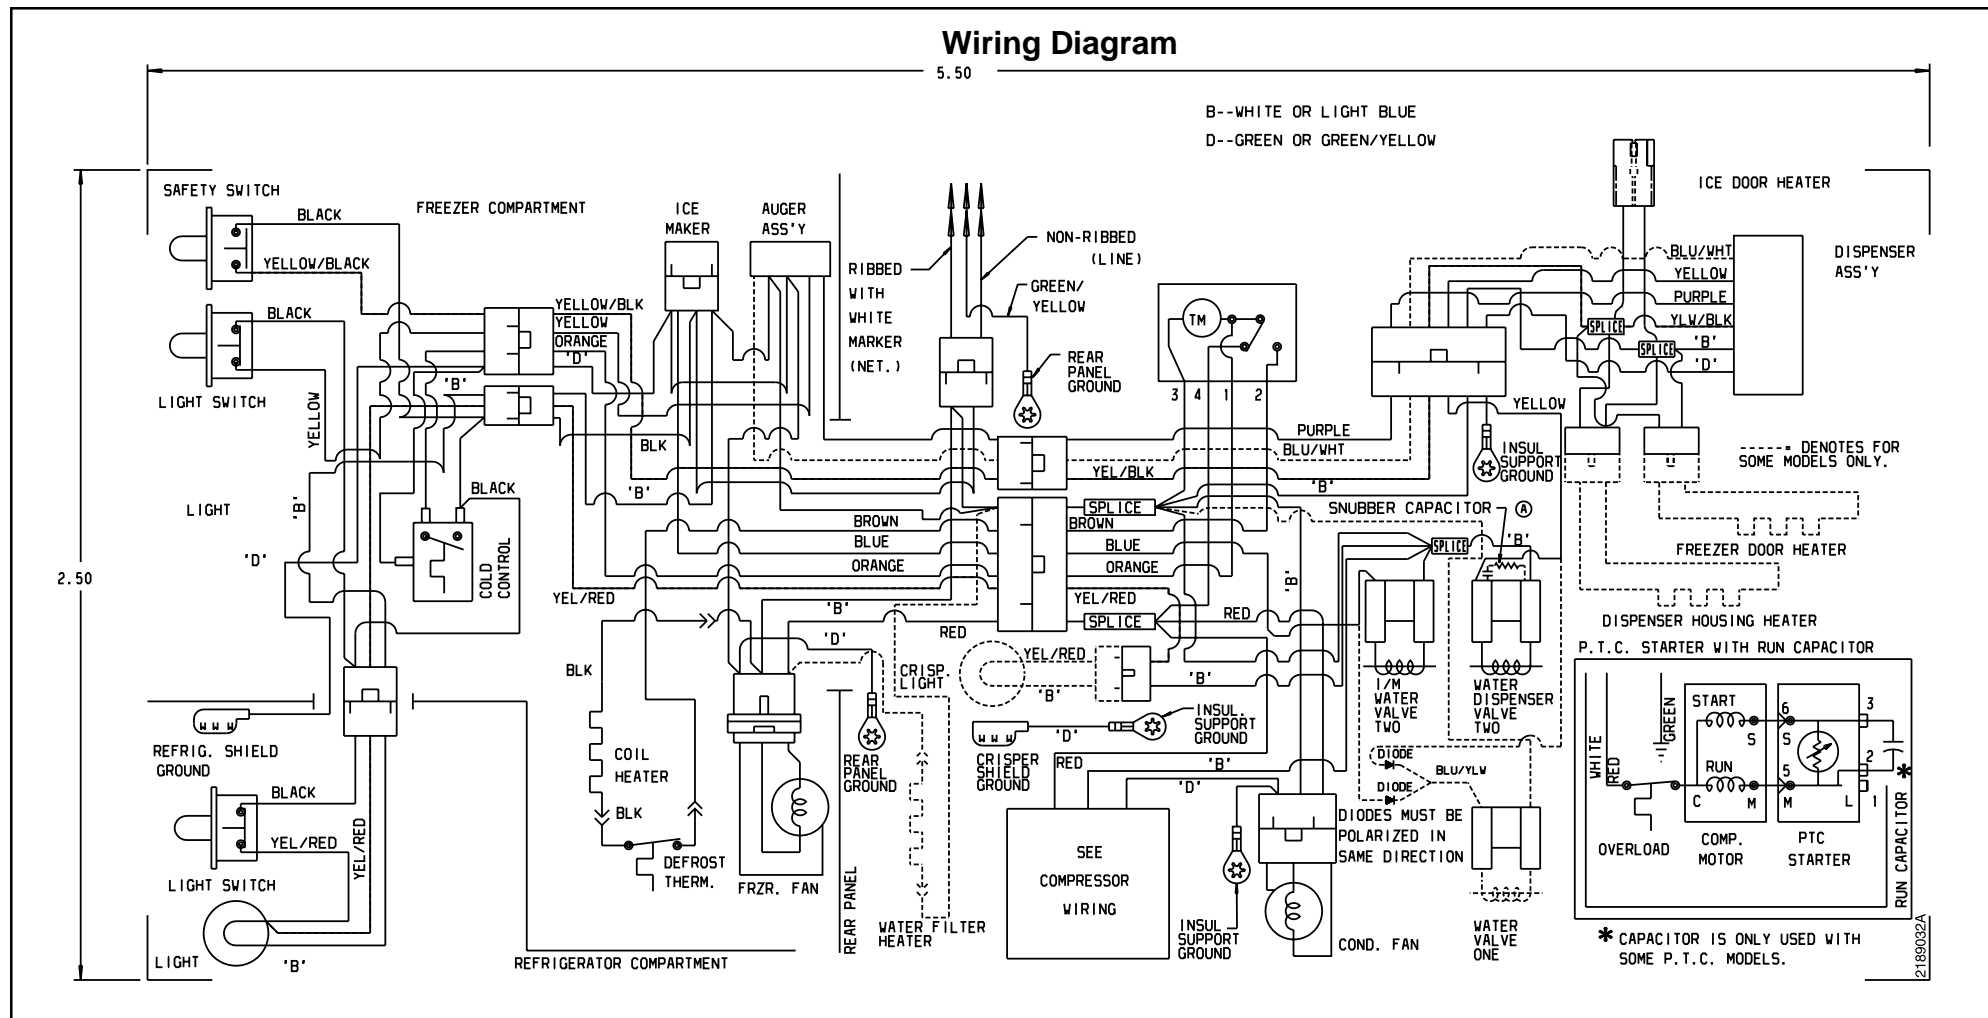 Wiring Diagram
5.50
B--WHITE OR LIGHT BLUE
D--GREEN OR GREEN/YELLOW
2.50
SAFETY SWITCH
BLACK
YELLOW/BLACK
FREEZER COMPARTMENT
ICE
MAKER
AUGER
ASS'Y
RIBBED
WITH
WHITE
MARKER
(NET.)
NON-RIBBED
(LINE)
GREEN/
YELLOW
REAR
PANEL
GROUND
TM
3
4
1
2
ICE DOOR HEATER
DISPENSER
ASS'Y
BLU/WHT
YELLOW
PURPLE
YLW/BLK
'B'
'D'
SPLICE
SPLICE
BLACK
LIGHT SWITCH
YELLOW
YELLOW/BLK
YELLOW
ORANGE
'D'
'B'
BLK
'B'
PURPLE
BLU/WHT
YEL/BLK
'B'
YELLOW
INSUL
SUPPORT
GROUND
---- = DENOTES FOR
SOME MODELS ONLY.
LIGHT
'B'
'D'
BLACK
COLD
CONTROL
BROWN
BLUE
ORANGE
YEL/RED
'B'
RED
SPLICE
BROWN
BLUE
ORANGE
YEL/RED
SPLICE
RED
'B'
SNUBBER CAPACITOR
A
SPLICE
'B'
FREEZER DOOR HEATER
DISPENSER HOUSING HEATER
BLK
COIL
HEATER
BLK
DEFROST
THERM.
'D'
FRZR. FAN
REAR
PANEL
GROUND
REAR PANEL
CRISP.
LIGHT
YEL/RED
'B'
'B'
WATER FILTER
HEATER
CRISPER
SHIELD
GROUND
'D'
INSUL.
SUPPORT
GROUND
RED
'B'
'D'
SEE
COMPRESSOR
WIRING
INSUL
SUPPORT
GROUND
COND. FAN
I/M
WATER
VALVE
TWO
WATER
DISPENSER
VALVE
TWO
DIODE
DIODE
BLU/YLW
DIODES MUST BE
POLARIZED IN
SAME DIRECTION
WATER
VALVE
ONE
REFRIG. SHIELD
GROUND
BLACK
YEL/RED
LIGHT SWITCH
YEL/RED
LIGHT
'B'
REFRIGERATOR COMPARTMENT
P.T.C. STARTER WITH RUN CAPACITOR
WHITE
RED
GREEN
OVERLOAD
START
S
RUN
C
M
COMP.
MOTOR
6
S
5
M
L
PTC
STARTER
3
2
1
*
RUN CAPACITOR
* CAPACITOR IS ONLY USED WITH
SOME P.T.C. MODELS.
2189032A